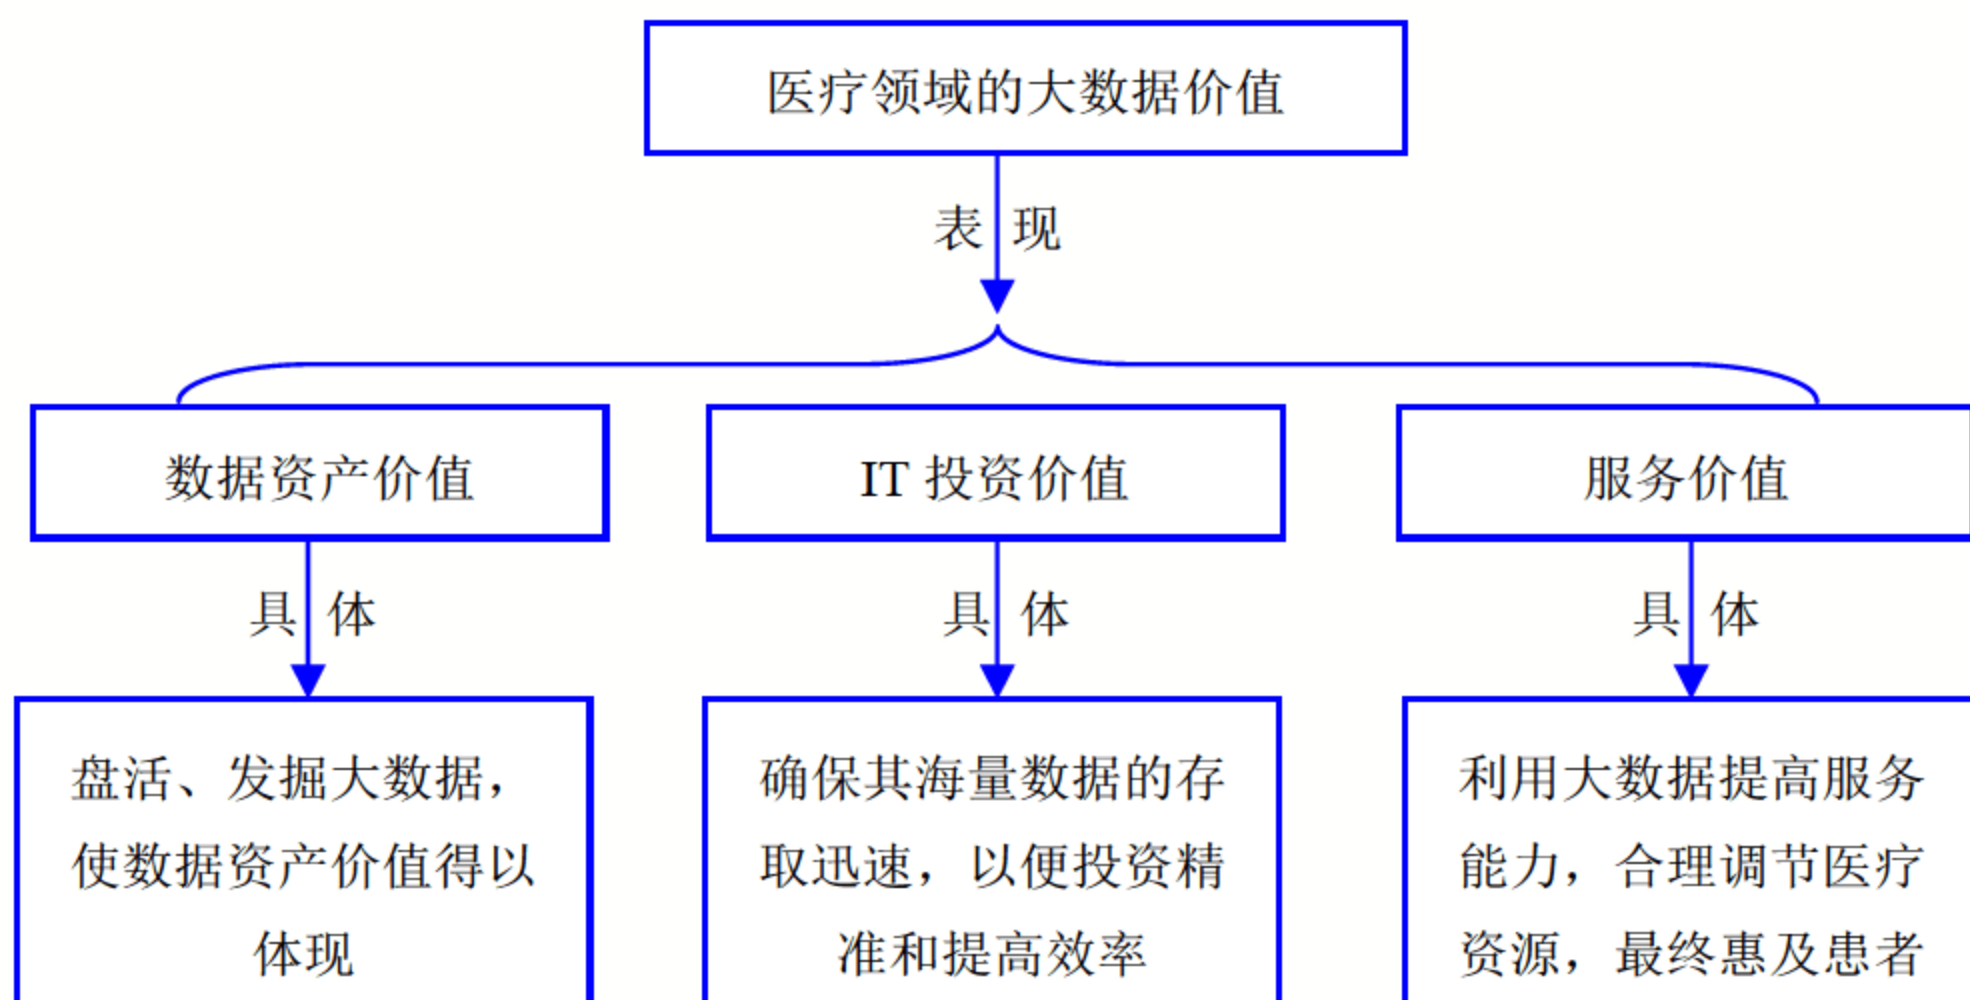 医疗领域的大数据价值
表 现
数据资产价值
IT 投资价值
服务价值
具 体
具 体
具 体
盘活、发掘大数据，
使数据资产价值得以
体现
确保其海量数据的存
取迅速，以便投资精
准和提高效率
利用大数据提高服务
能力，合理调节医疗
资源，最终惠及患者